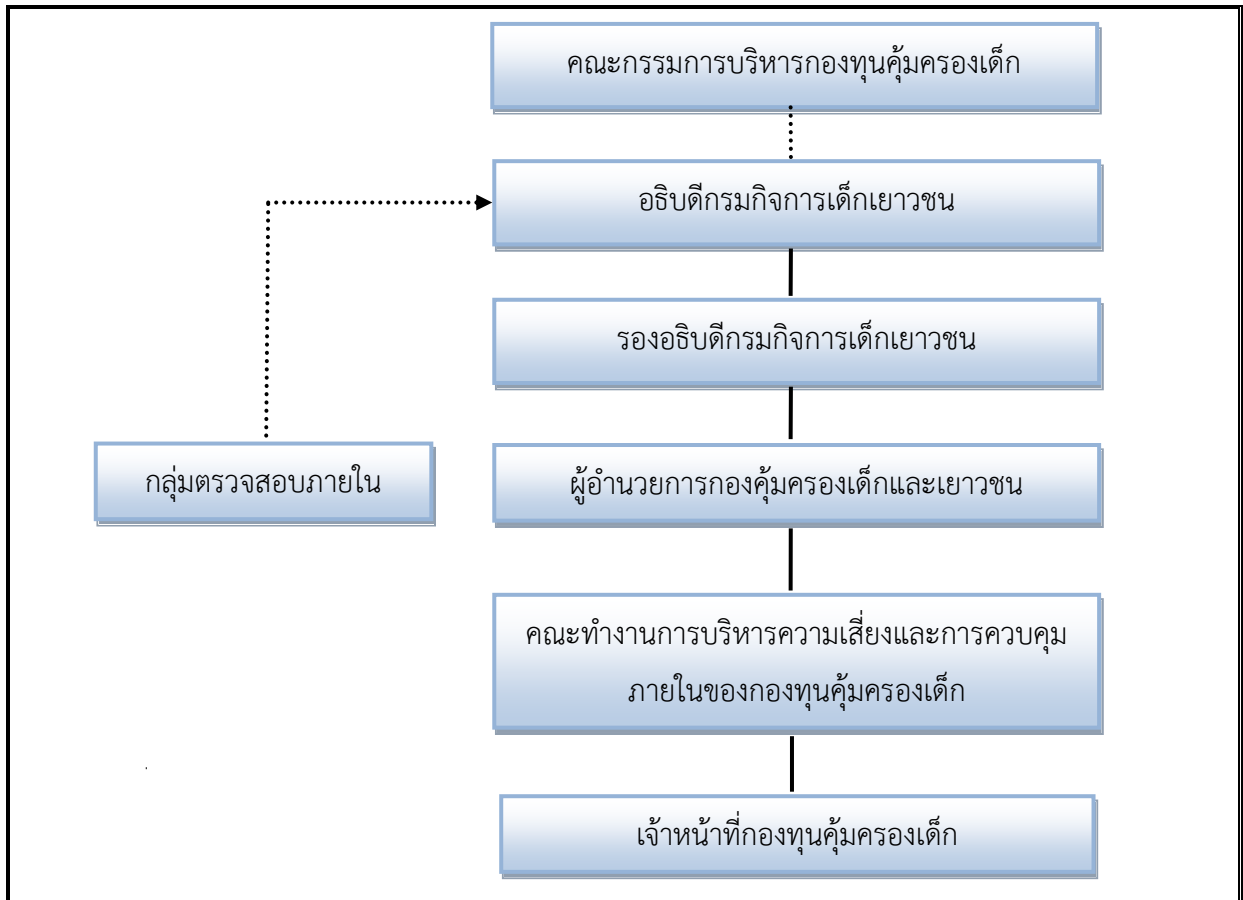 คณะกรรมการบริหารกองทุนคุ้มครองเด็ก
อธิบดีกรมกิจการเด็กเยาวชน
รองอธิบดีกรมกิจการเด็กเยาวชน
กลุ่มตรวจสอบภายใน
ผู้อำนวยการกองคุ้มครองเด็กและเยาวชน
คณะทำงานการบริหารความเสี่ยงและการควบคุม
ภายในของกองทุนคุ้มครองเด็ก
เจ้าหน้าที่กองทุนคุ้มครองเด็ก